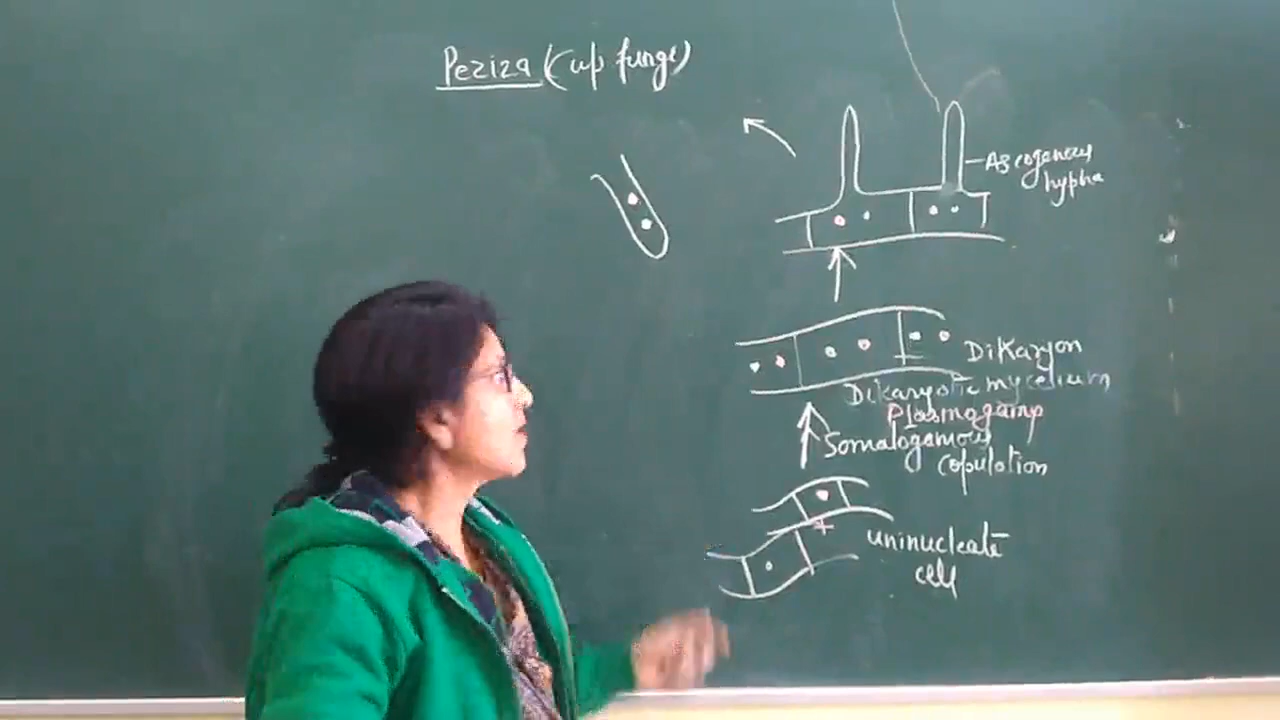 Peziza (Cup fungi)
Ascogenous
hypha
Dikaryon
Dikaryotic mycelium
Plasmogamy
Somatogamous
copulation
+
uninucleate
cell